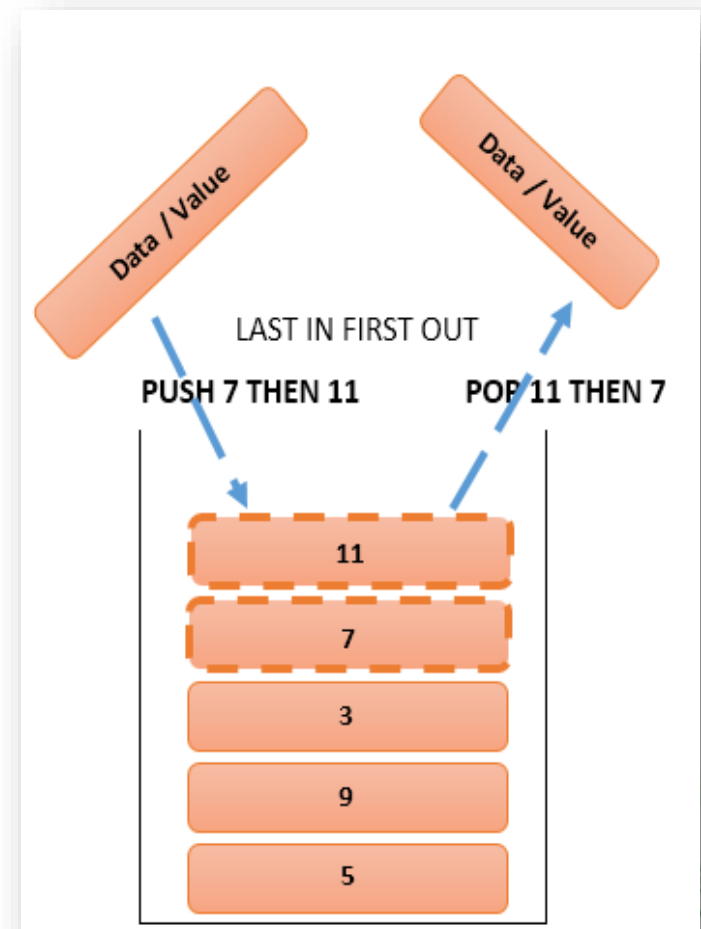 Data / Value
Data / Value
LAST IN FIRST OUT
PUSH 7 THEN 11
POP 11 THEN 7
11
7
3
9
5